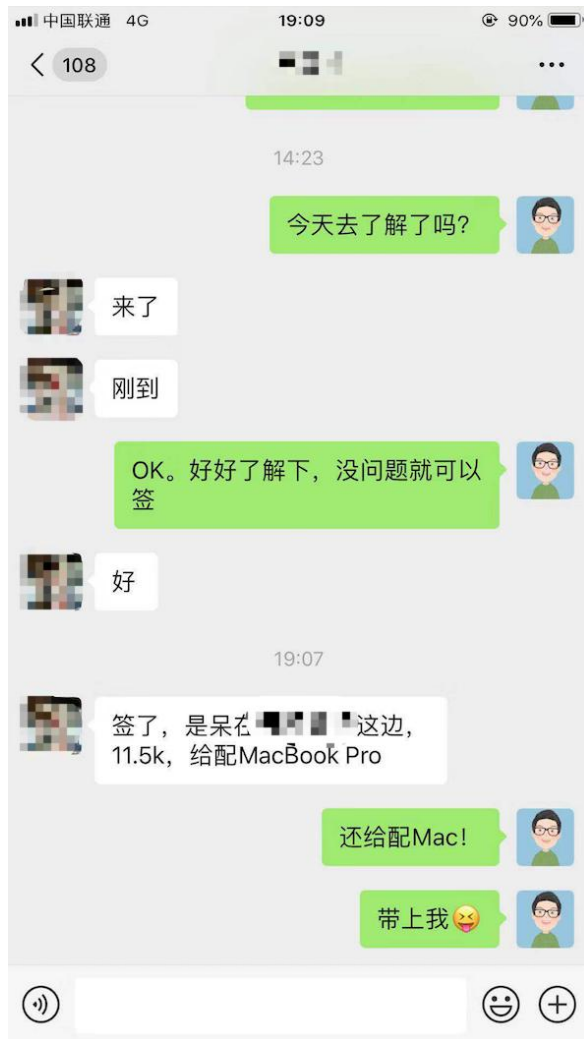 中国联通 4G
19:09
90%
108
14:23
今天去了解了吗?
来了
刚到
OK。好好了解下，没问题就可以
签
好
19:07
签了，是呆在 这边，
11.5k，给配MacBook Pro
还给配Mac!
带上我😝